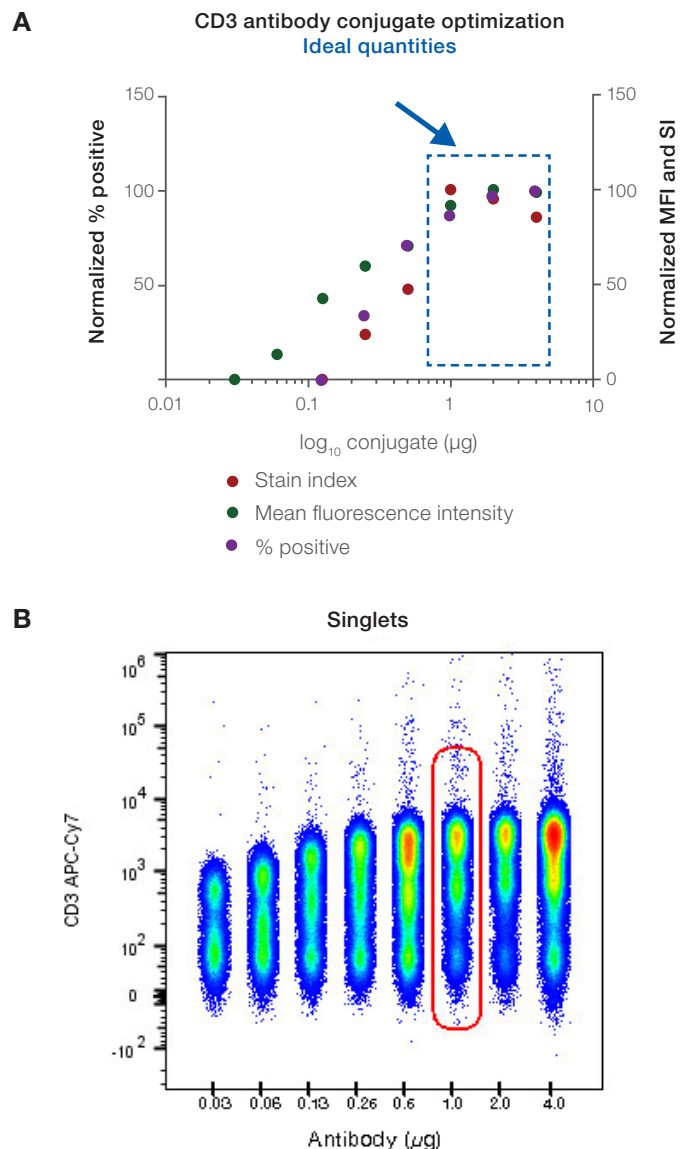 A
CD3 antibody conjugate optimization
Ideal quantities
150
100
50
Normalized % positive
150
100
50
0
Normalized MFI and SI
0.01
0.1
1
10
log10 conjugate (µg)
Stain index
Mean fluorescence intensity
% positive
B
Singlets
10^6
10^5
10^4
10^3
10^2
0
-10^2
CD3 APC-Cy7
0.03
0.06
0.13
0.26
0.6
1.0
2.0
4.0
Antibody (µg)